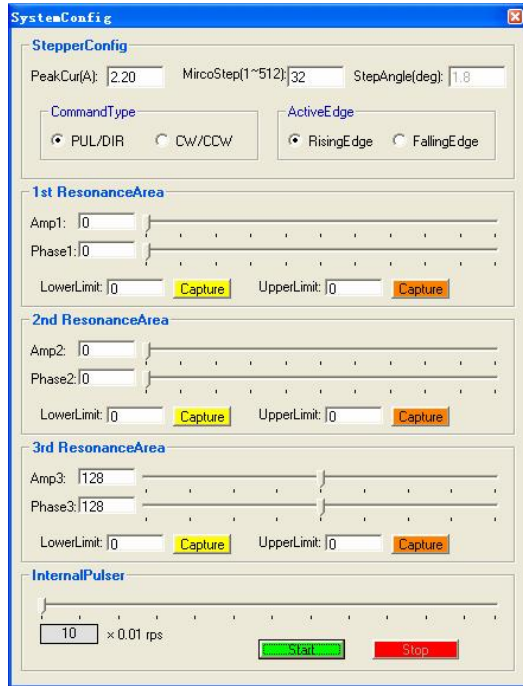 SystemConfig
StepperConfig
PeakCur(A): 2.20 MircoStep(1~512): 32 StepAngle(deg): 1.8
CommandType ActiveEdge
PUL/DIR CW/CCW RisingEdge FallingEdge
1st ResonanceArea
Amp1: 0
Phase1: 0
LowerLimit: 0 Capture UpperLimit: 0 Capture
2nd ResonanceArea
Amp2: 0
Phase2: 0
LowerLimit: 0 Capture UpperLimit: 0 Capture
3rd ResonanceArea
Amp3: 128
Phase3: 128
LowerLimit: 0 Capture UpperLimit: 0 Capture
InternalPulser
10 × 0.01 rps Start Stop